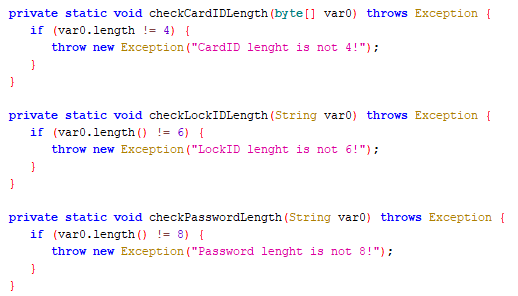 private static void checkCardIDLength(byte[] var0) throws Exception {
   if (var0.length != 4) {
      throw new Exception("CardID lenght is not 4!");
   }
}

private static void checkLockIDLength(String var0) throws Exception {
   if (var0.length() != 6) {
      throw new Exception("LockID lenght is not 6!");
   }
}

private static void checkPasswordLength(String var0) throws Exception {
   if (var0.length() != 8) {
      throw new Exception("Password lenght is not 8!");
   }
}